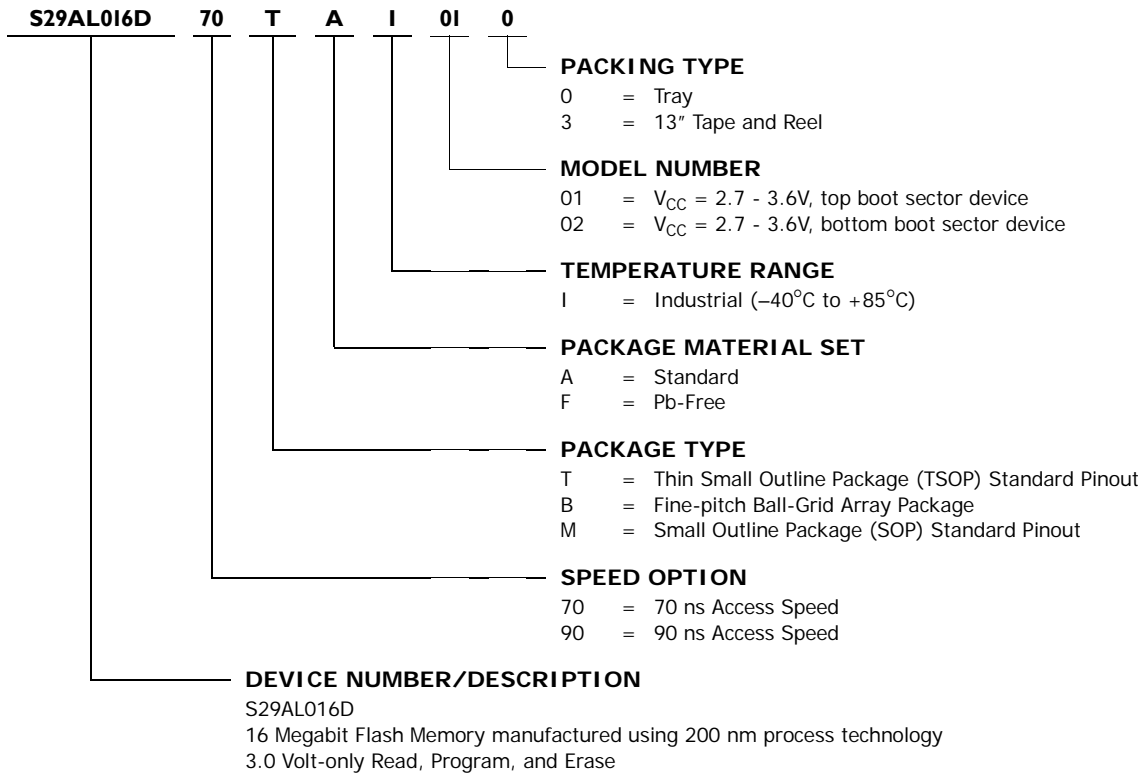 S29AL016D 70 T A I 01 0
PACKING TYPE
0 = Tray
3 = 13″ Tape and Reel
MODEL NUMBER
01 = VCC = 2.7 - 3.6V, top boot sector device
02 = VCC = 2.7 - 3.6V, bottom boot sector device
TEMPERATURE RANGE
I = Industrial (–40°C to +85°C)
PACKAGE MATERIAL SET
A = Standard
F = Pb-Free
PACKAGE TYPE
T = Thin Small Outline Package (TSOP) Standard Pinout
B = Fine-pitch Ball-Grid Array Package
M = Small Outline Package (SOP) Standard Pinout
SPEED OPTION
70 = 70 ns Access Speed
90 = 90 ns Access Speed
DEVICE NUMBER/DESCRIPTION
S29AL016D
16 Megabit Flash Memory manufactured using 200 nm process technology
3.0 Volt-only Read, Program, and Erase